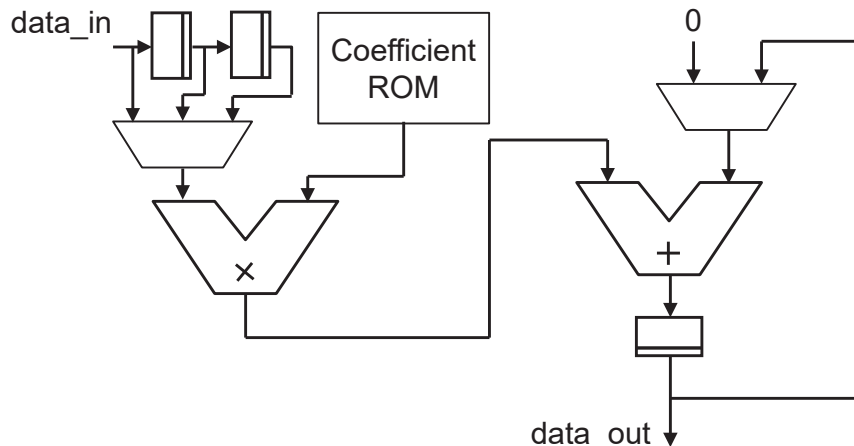 data_in
Coefficient
ROM
0
×
+
data_out